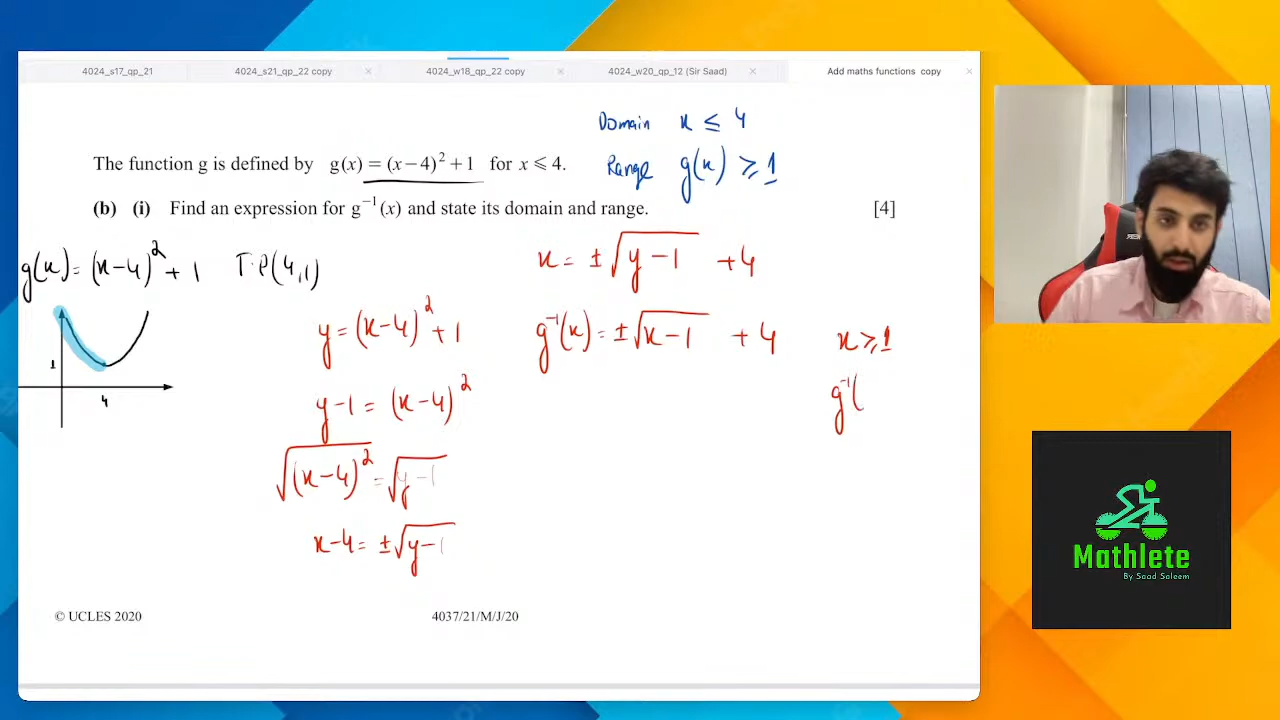 4024_s17_qp_21
4024_s21_qp_22 copy
4024_w18_qp_22 copy
4024_w20_qp_12 (Sir Saad)
Add maths functions copy
Domain x ≤ 4
The function g is defined by g(x) = (x − 4)² + 1 for x ⩽ 4.
Range g(x) ⩾ 1
(b) (i) Find an expression for g⁻¹(x) and state its domain and range. [4]
g(x) = (x−4)² + 1 T.P(4,1)
1
4
y = (x−4)² + 1
y−1 = (x−4)²
√(x−4)² = √y−1
x−4 = ±√y−1
x = ±√y−1 +4
g⁻¹(x) = ±√x−1 +4
x ⩾ 1
g⁻¹(
© UCLES 2020
4037/21/M/J/20
Mathlete
By Saad Saleem